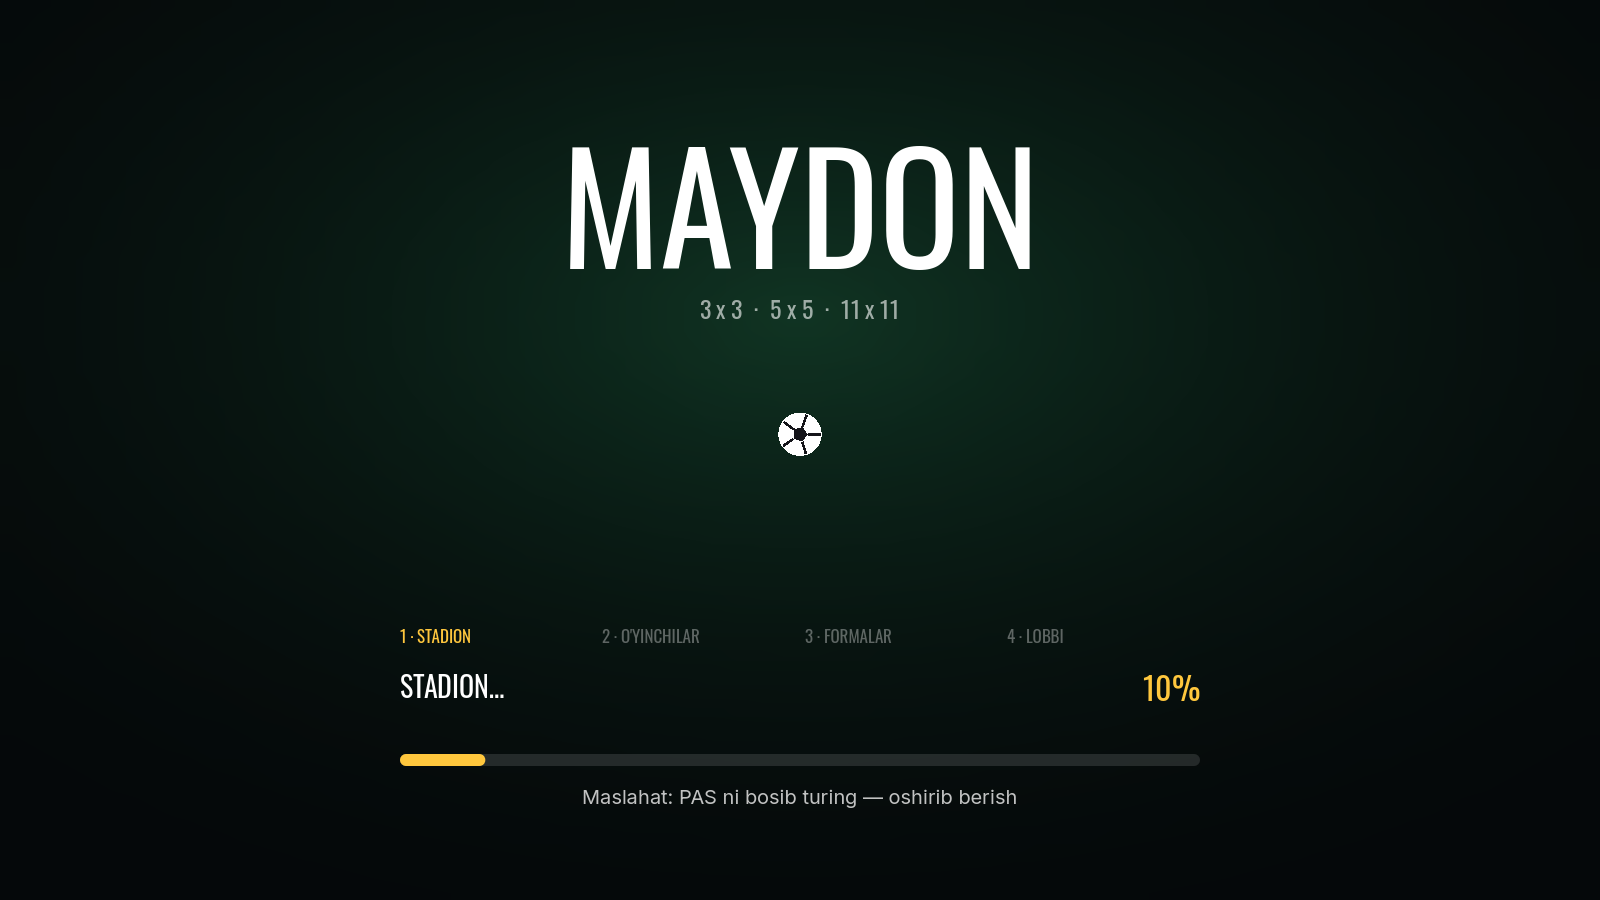 MAYDON
3 x 3 · 5 x 5 · 11 x 11
1 · STADION
2 · O'YINCHILAR
3 · FORMALAR
4 · LOBBI
STADION...
10%
Maslahat: PAS ni bosib turing — oshirib berish